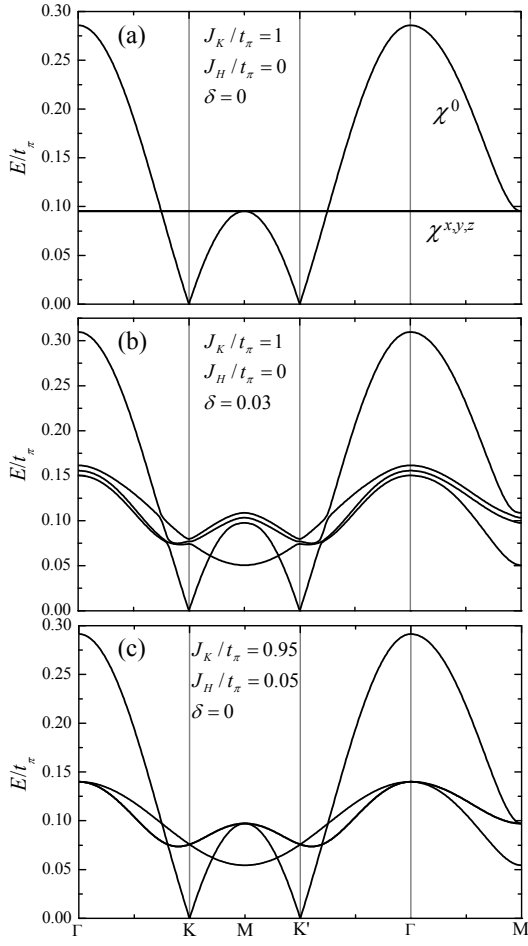 (a)
J_K / t_π = 1
J_H / t_π = 0
δ = 0
0.30
0.25
0.20
0.15
0.10
0.05
0.00
E/t_π
χ^0
χ^{x,y,z}
(b)
J_K / t_π = 1
J_H / t_π = 0
δ = 0.03
0.30
0.25
0.20
0.15
0.10
0.05
0.00
E/t_π
(c)
J_K / t_π = 0.95
J_H / t_π = 0.05
δ = 0
0.30
0.25
0.20
0.15
0.10
0.05
0.00
E/t_π
Γ K M K' Γ M